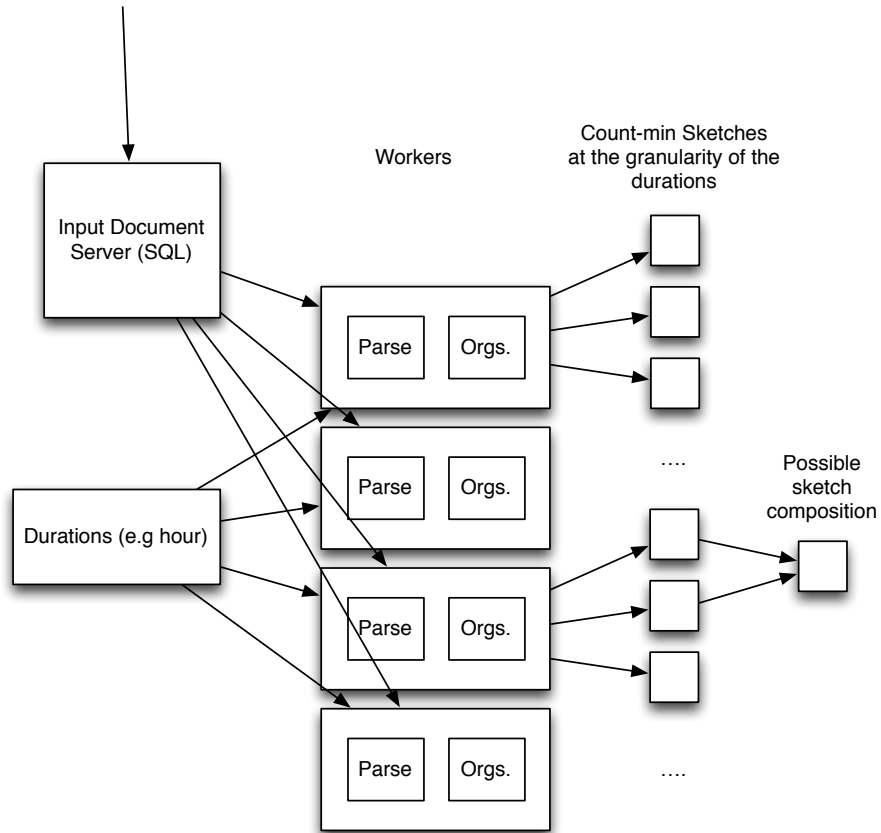 Count-min Sketches
at the granularity of the
durations
Workers
Input Document
Server (SQL)
Parse
Orgs.
Parse
Orgs.
....
Possible
sketch
composition
Durations (e.g hour)
Parse
Orgs.
Parse
Orgs.
....